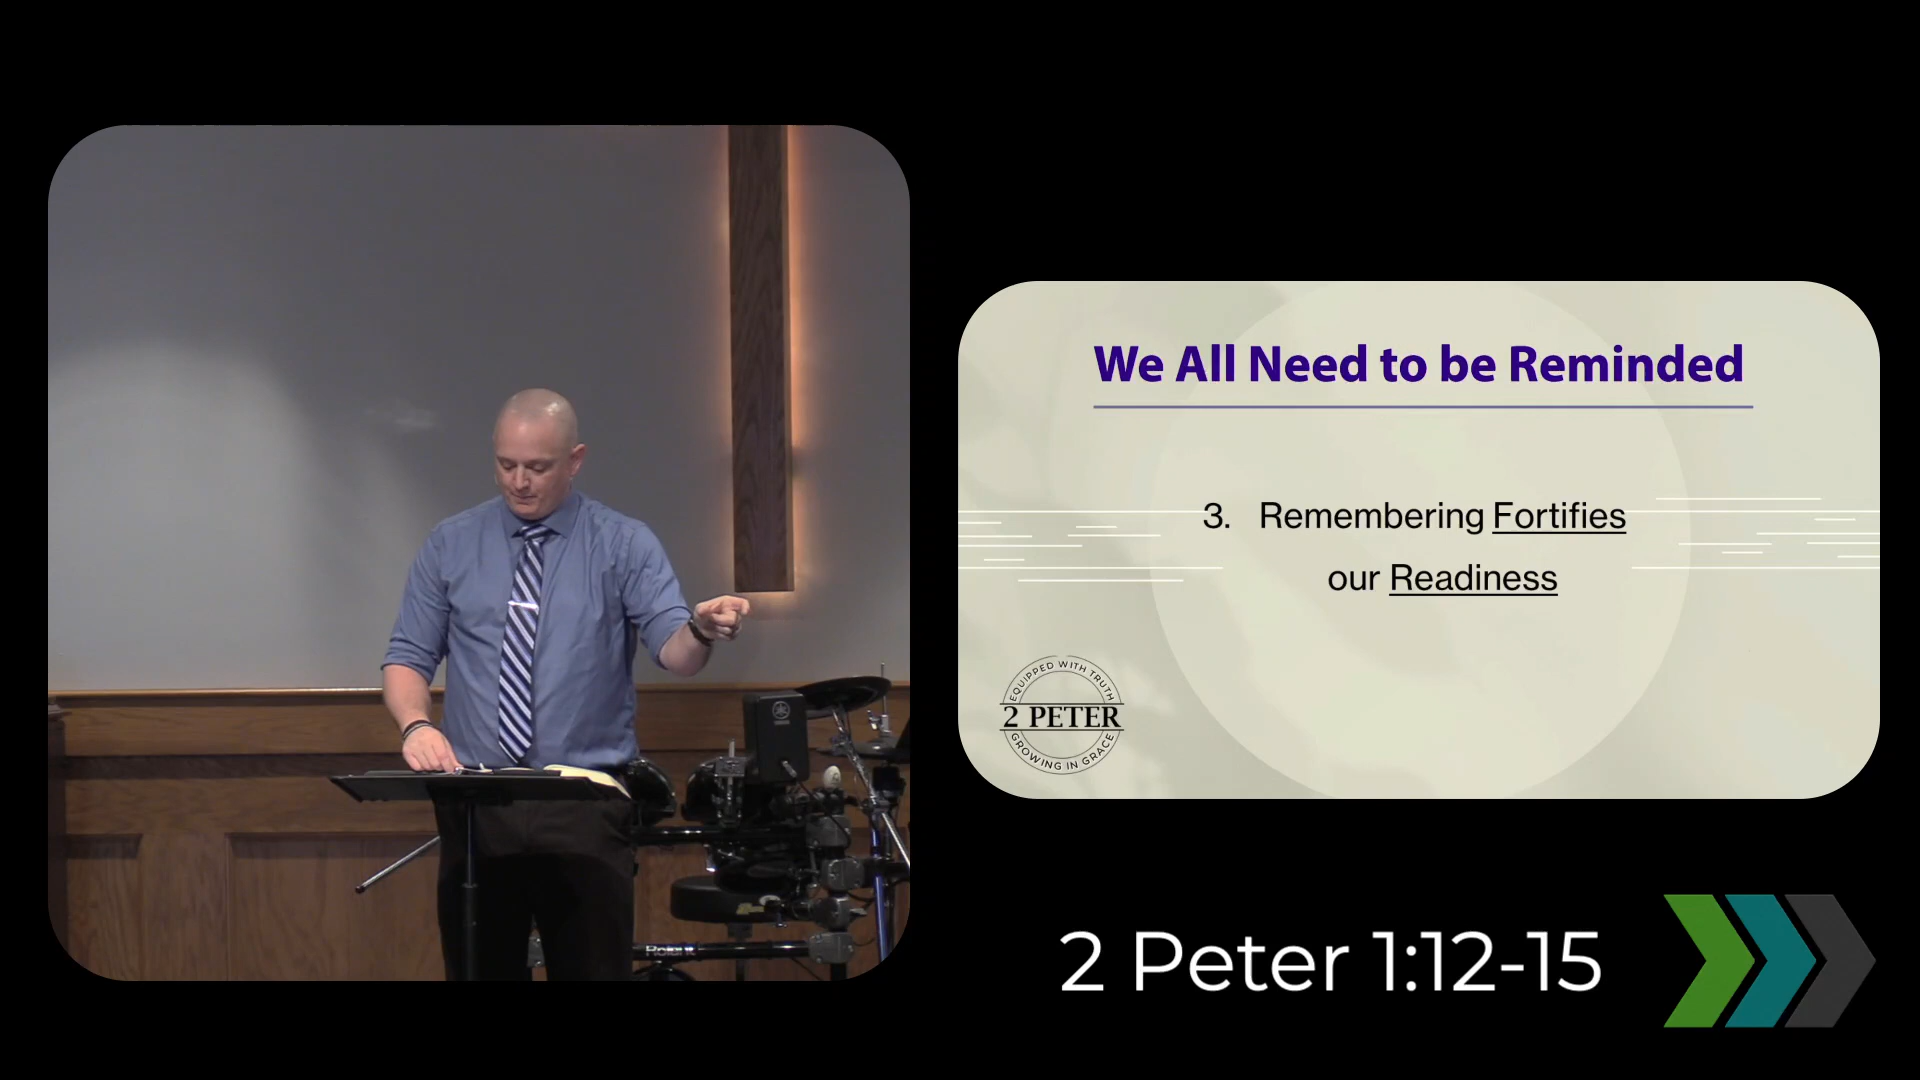 We All Need to be Reminded
3. Remembering Fortifies
our Readiness
EQUIPPED WITH TRUTH
2 PETER
GROWING IN GRACE
2 Peter 1:12-15
Roland